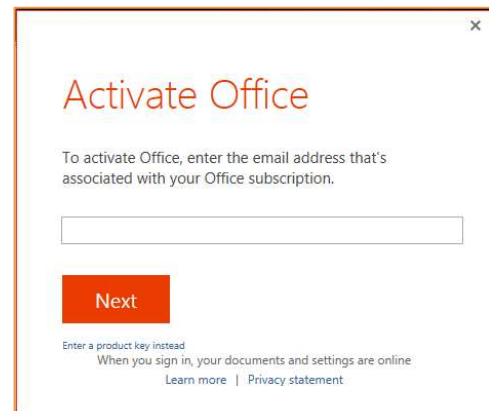 Activate Office
To activate Office, enter the email address that's
associated with your Office subscription.
Next
Enter a product key instead
When you sign in, your documents and settings are online
Learn more | Privacy statement